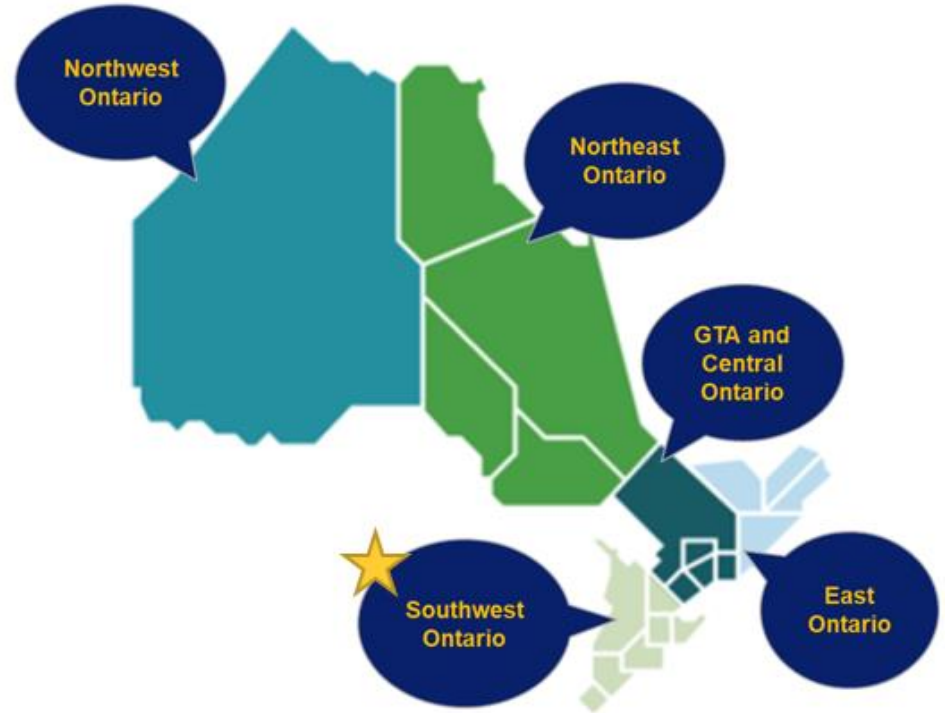 Northwest
Ontario
Northeast
Ontario
GTA and
Central
Ontario
Southwest
Ontario
East
Ontario